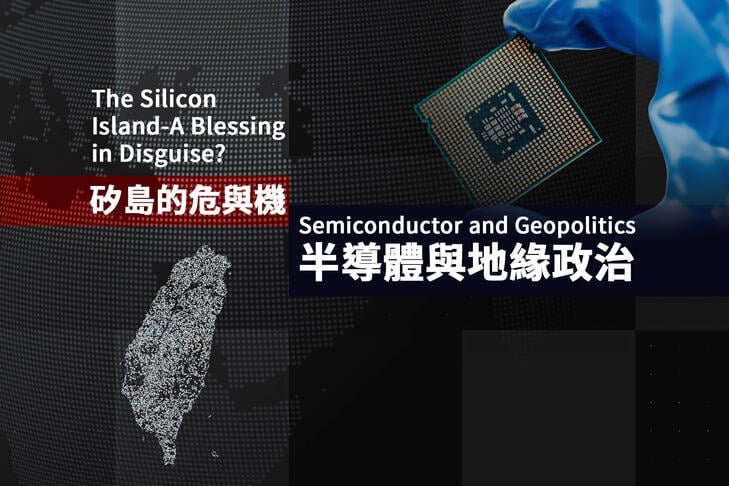 The Silicon
Island-A Blessing
in Disguise?
矽島的危與機
Semiconductor and Geopolitics
半導體與地緣政治